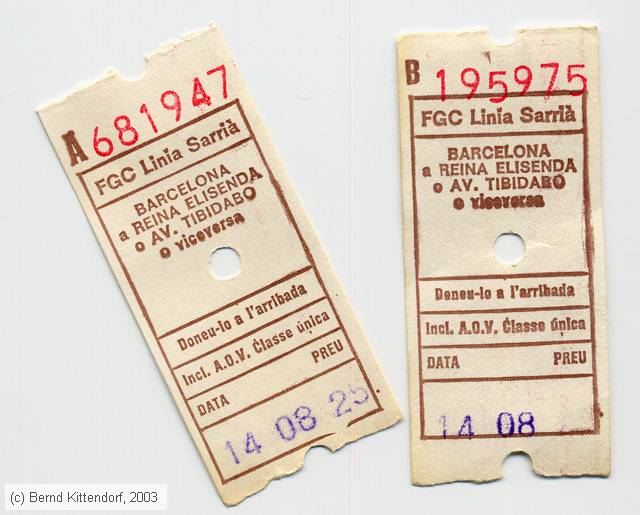 A 681947
FGC Linia Sarrià
BARCELONA
a REINA ELISENDA
o AV. TIBIDABO
o viceversa
Doneu-lo a l'arribada
Incl. A.O.V. Classe única
DATA PREU
14 08 25
B 195975
FGC Linia Sarrià
BARCELONA
a REINA ELISENDA
o AV. TIBIDABO
o viceversa
Doneu-lo a l'arribada
Incl. A.O.V. Classe única
DATA PREU
14 08
(c) Bernd Kittendorf, 2003